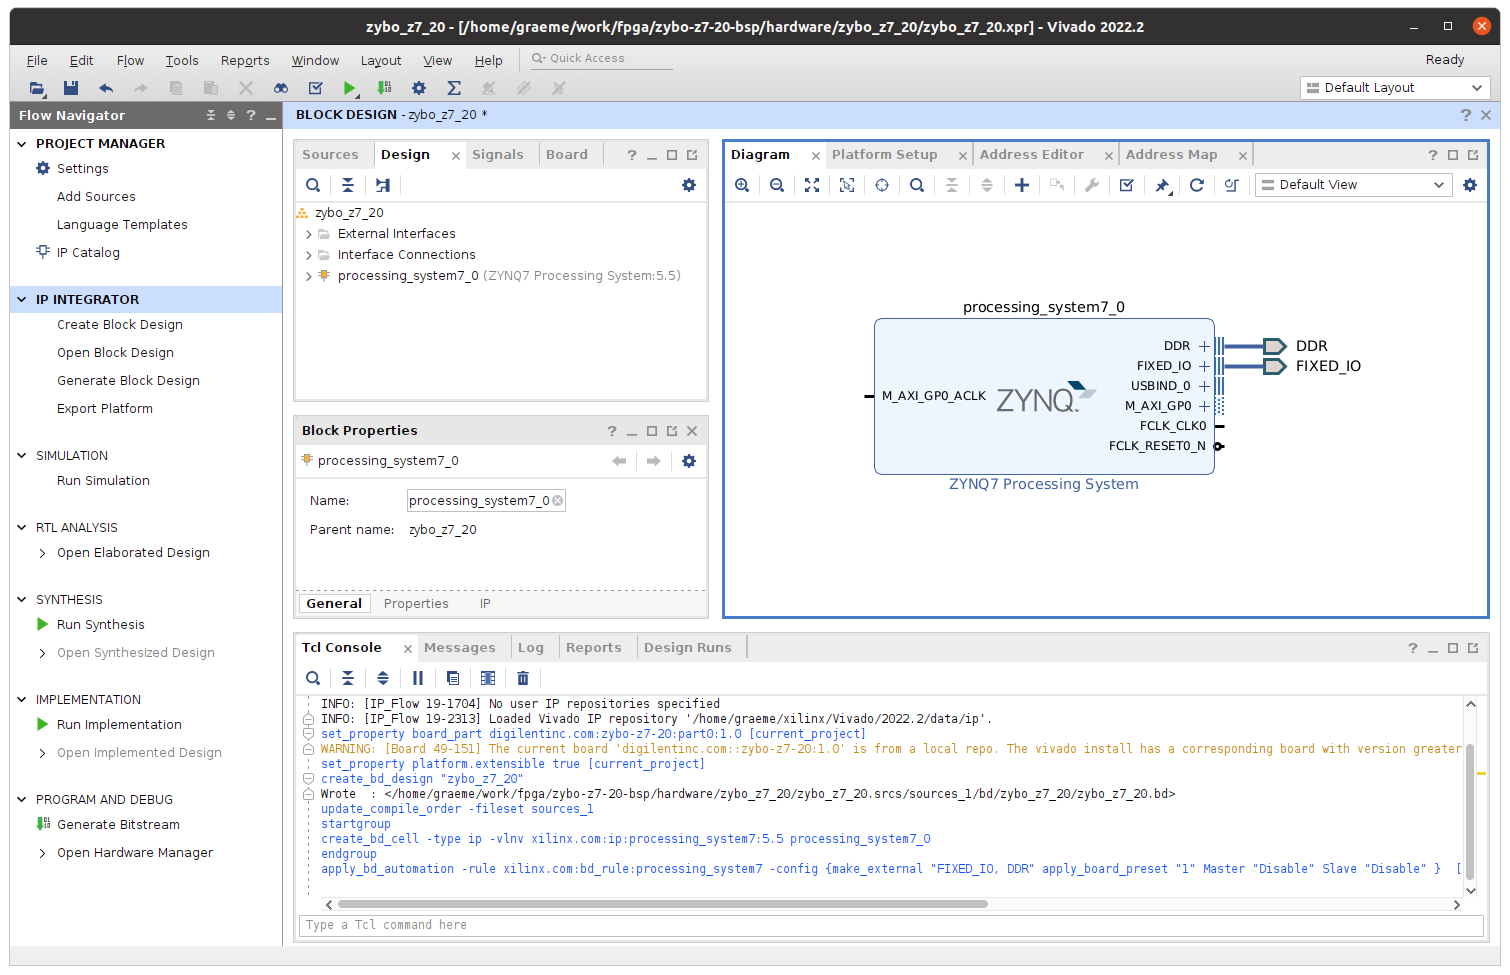 zybo_z7_20 - [/home/graeme/work/fpga/zybo-z7-20-bsp/hardware/zybo_z7_20/zybo_z7_20.xpr] - Vivado 2022.2
File Edit Flow Tools Reports Window Layout View Help Quick Access Ready
Default Layout
Flow Navigator
PROJECT MANAGER
Settings
Add Sources
Language Templates
IP Catalog
IP INTEGRATOR
Create Block Design
Open Block Design
Generate Block Design
Export Platform
SIMULATION
Run Simulation
RTL ANALYSIS
Open Elaborated Design
SYNTHESIS
Run Synthesis
Open Synthesized Design
IMPLEMENTATION
Run Implementation
Open Implemented Design
PROGRAM AND DEBUG
Generate Bitstream
Open Hardware Manager
BLOCK DESIGN - zybo_z7_20 *
Sources Design Signals Board
zybo_z7_20
External Interfaces
Interface Connections
processing_system7_0 (ZYNQ7 Processing System:5.5)
Block Properties
processing_system7_0
Name: processing_system7_0
Parent name: zybo_z7_20
General Properties IP
Diagram Platform Setup Address Editor Address Map
Default View
processing_system7_0
DDR
FIXED_IO
USBIND_0
M_AXI_GP0
FCLK_CLK0
FCLK_RESET0_N
M_AXI_GP0_ACLK
ZYNQ
DDR
FIXED_IO
ZYNQ7 Processing System
Tcl Console Messages Log Reports Design Runs
INFO: [IP_Flow 19-1704] No user IP repositories specified
INFO: [IP_Flow 19-2313] Loaded Vivado IP repository '/home/graeme/xilinx/Vivado/2022.2/data/ip'.
set_property board_part digilentinc.com:zybo-z7-20:part0:1.0 [current_project]
WARNING: [Board 49-151] The current board 'digilentinc.com::zybo-z7-20:1.0' is from a local repo. The vivado install has a corresponding board with version greater
set_property platform.extensible true [current_project]
create_bd_design "zybo_z7_20"
Wrote  : </home/graeme/work/fpga/zybo-z7-20-bsp/hardware/zybo_z7_20/zybo_z7_20.srcs/sources_1/bd/zybo_z7_20/zybo_z7_20.bd>
update_compile_order -fileset sources_1
startgroup
create_bd_cell -type ip -vlnv xilinx.com:ip:processing_system7:5.5 processing_system7_0
endgroup
apply_bd_automation -rule xilinx.com:bd_rule:processing_system7 -config {make_external "FIXED_IO, DDR" apply_board_preset "1" Master "Disable" Slave "Disable" }  [
Type a Tcl command here